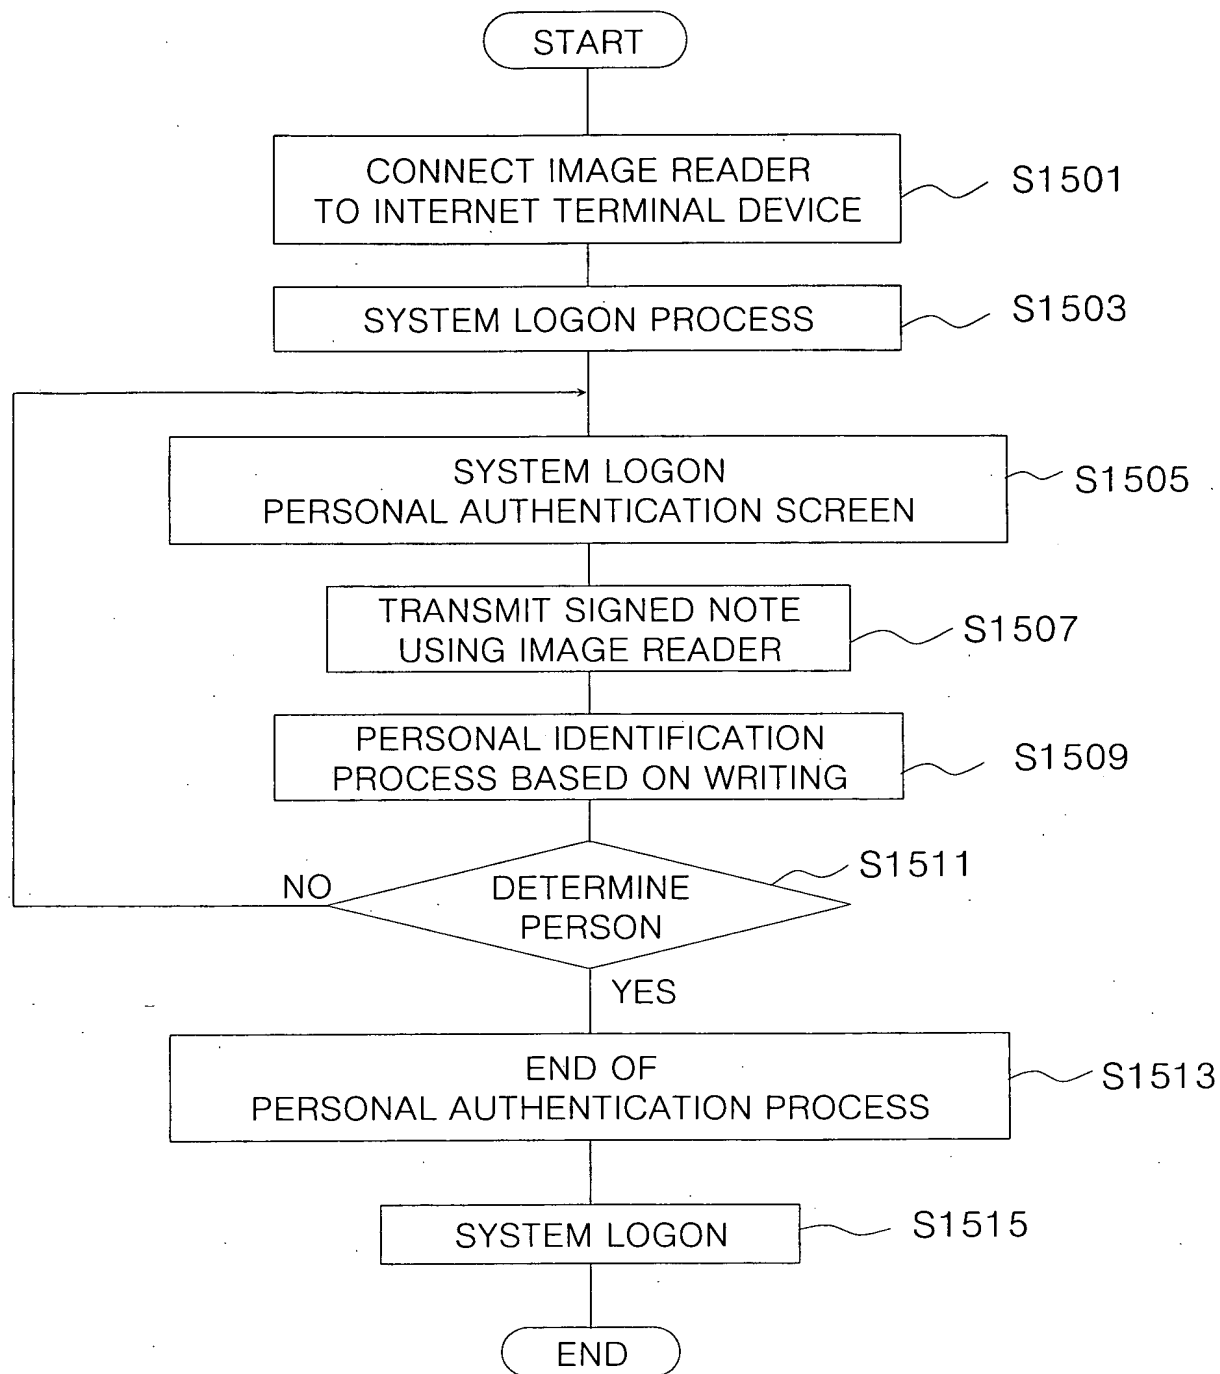 START
CONNECT IMAGE READER
TO INTERNET TERMINAL DEVICE
S1501
SYSTEM LOGON PROCESS
S1503
SYSTEM LOGON
PERSONAL AUTHENTICATION SCREEN
S1505
TRANSMIT SIGNED NOTE
USING IMAGE READER
S1507
PERSONAL IDENTIFICATION
PROCESS BASED ON WRITING
S1509
DETERMINE
PERSON
S1511
NO
YES
END OF
PERSONAL AUTHENTICATION PROCESS
S1513
SYSTEM LOGON
S1515
END